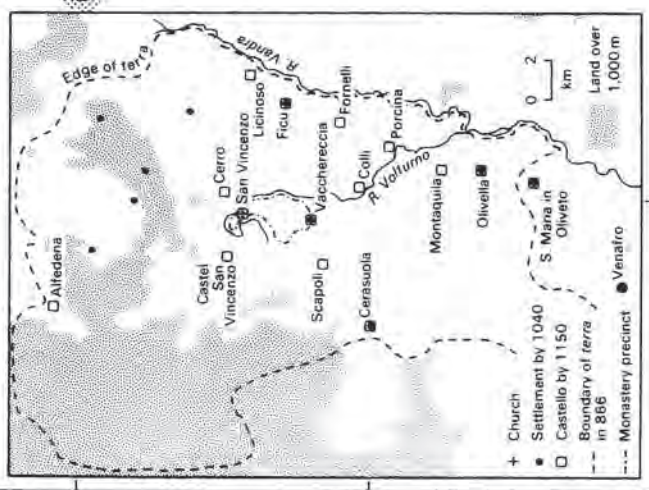 Edge of terra
R. Vandra
Alfedena
Licinoso
Ficu
Fornelli
Porcina
Cerro
San Vincenzo
Vacchereccia
Colli
R. Volturno
Castel
San
Vincenzo
Scapoli
Cerasuola
Montaquila
Olivella
S. Maria in
Oliveto
Venafro
+ Church
• Settlement by 1040
□ Castello by 1150
Boundary of terra
in 866
Monastery precinct
0 2
km
Land over
1,000 m